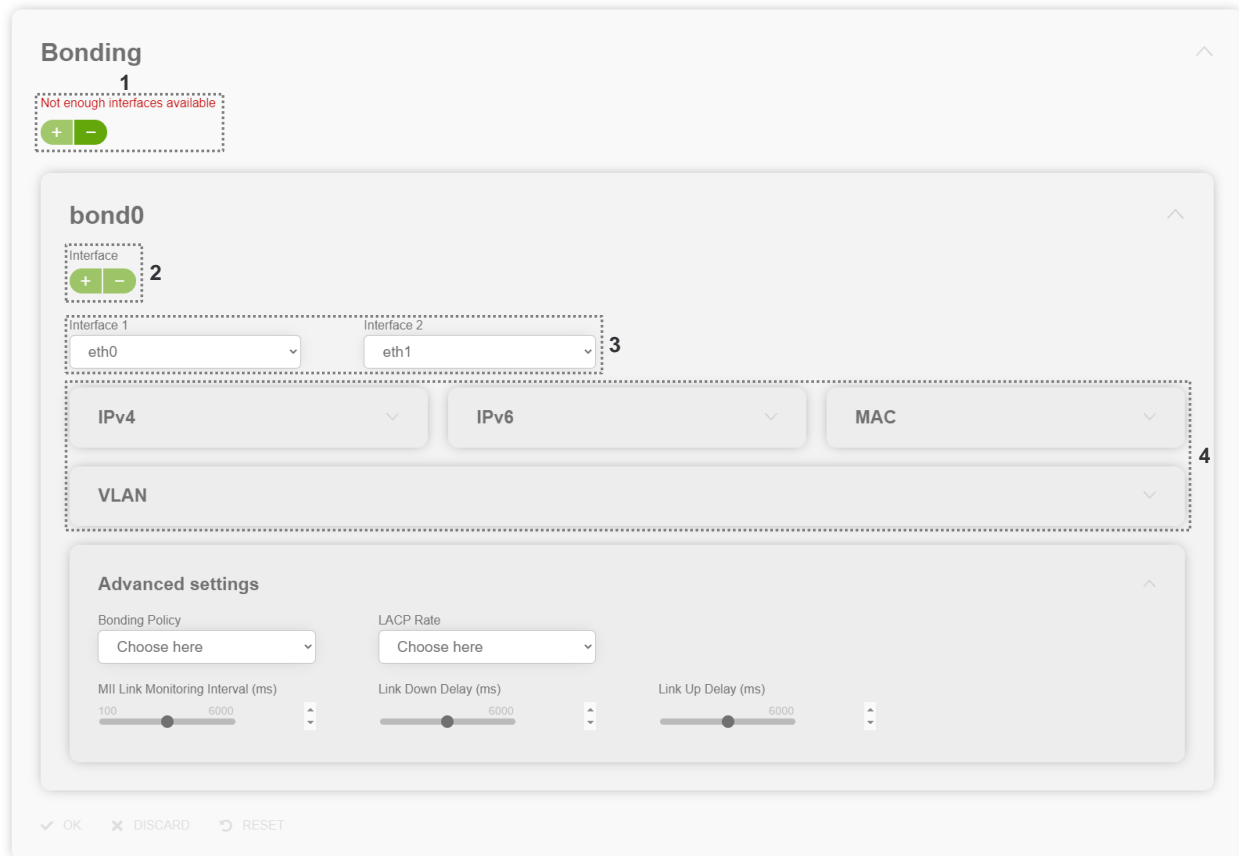 Bonding
1
Not enough interfaces available
+ −
bond0
Interface
+ −
2
Interface 1 Interface 2
eth0 eth1
3
IPv4 IPv6 MAC
4
VLAN
Advanced settings
Bonding Policy LACP Rate
Choose here Choose here
MII Link Monitoring Interval (ms) Link Down Delay (ms) Link Up Delay (ms)
100 6000 6000 6000
OK DISCARD RESET